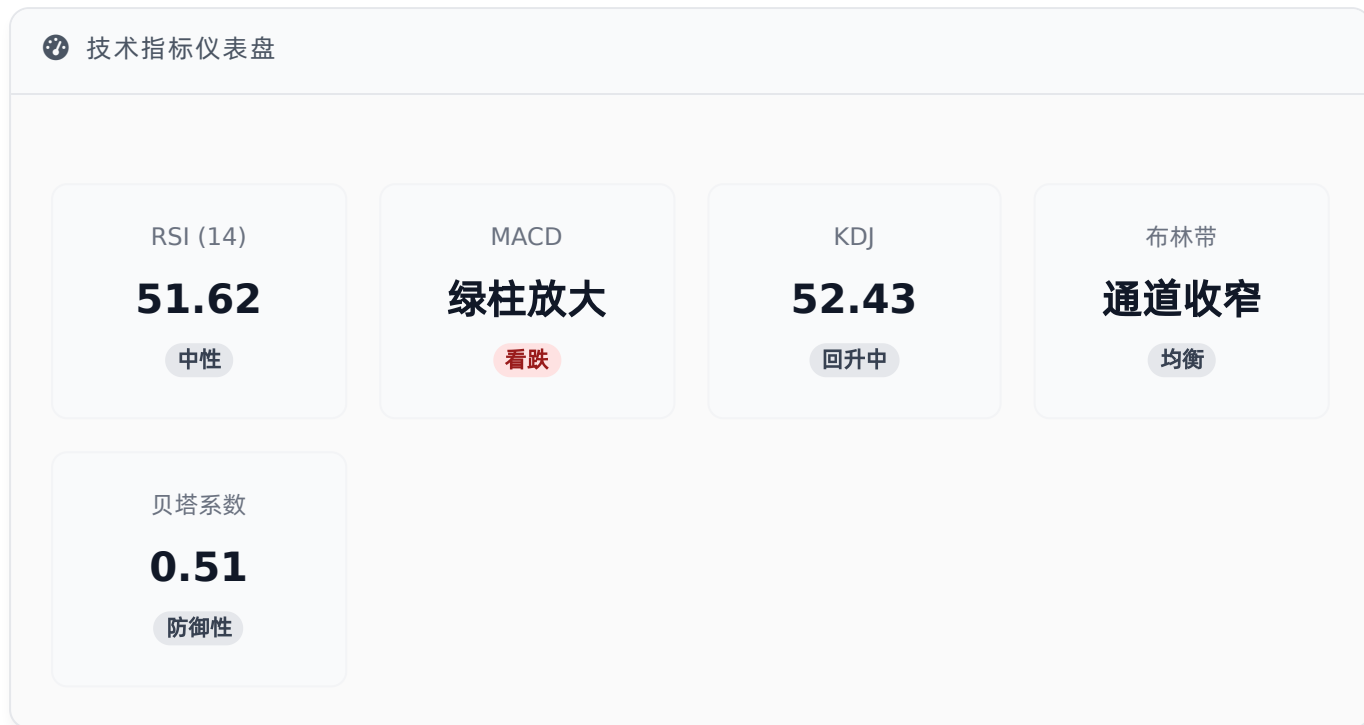 技术指标仪表盘
RSI (14)
51.62
中性
MACD
绿柱放大
看跌
KDJ
52.43
回升中
布林带
通道收窄
均衡
贝塔系数
0.51
防御性